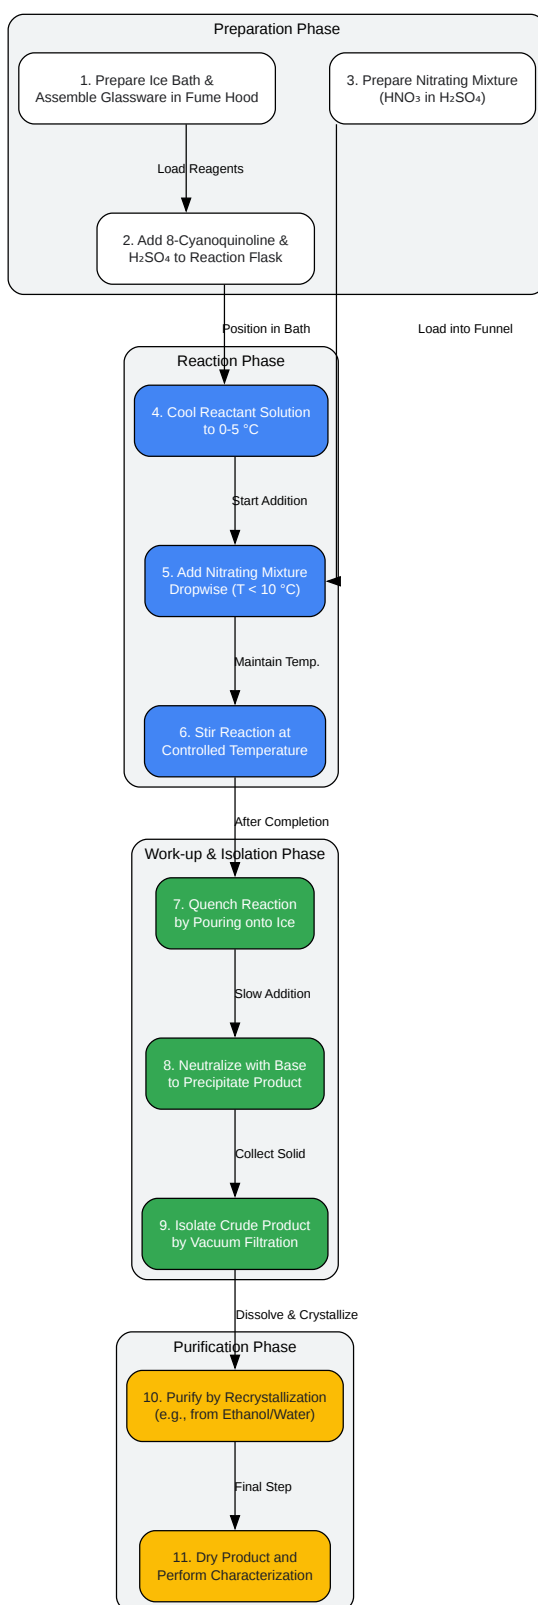 Preparation Phase
1. Prepare Ice Bath &
Assemble Glassware in Fume Hood
3. Prepare Nitrating Mixture
(HNO₃ in H₂SO₄)
Load Reagents
2. Add 8-Cyanoquinoline &
H₂SO₄ to Reaction Flask
Position in Bath
Load into Funnel
Reaction Phase
4. Cool Reactant Solution
to 0-5 °C
Start Addition
5. Add Nitrating Mixture
Dropwise (T < 10 °C)
Maintain Temp.
6. Stir Reaction at
Controlled Temperature
After Completion
Work-up & Isolation Phase
7. Quench Reaction
by Pouring onto Ice
Slow Addition
8. Neutralize with Base
to Precipitate Product
Collect Solid
9. Isolate Crude Product
by Vacuum Filtration
Dissolve & Crystallize
Purification Phase
10. Purify by Recrystallization
(e.g., from Ethanol/Water)
Final Step
11. Dry Product and
Perform Characterization